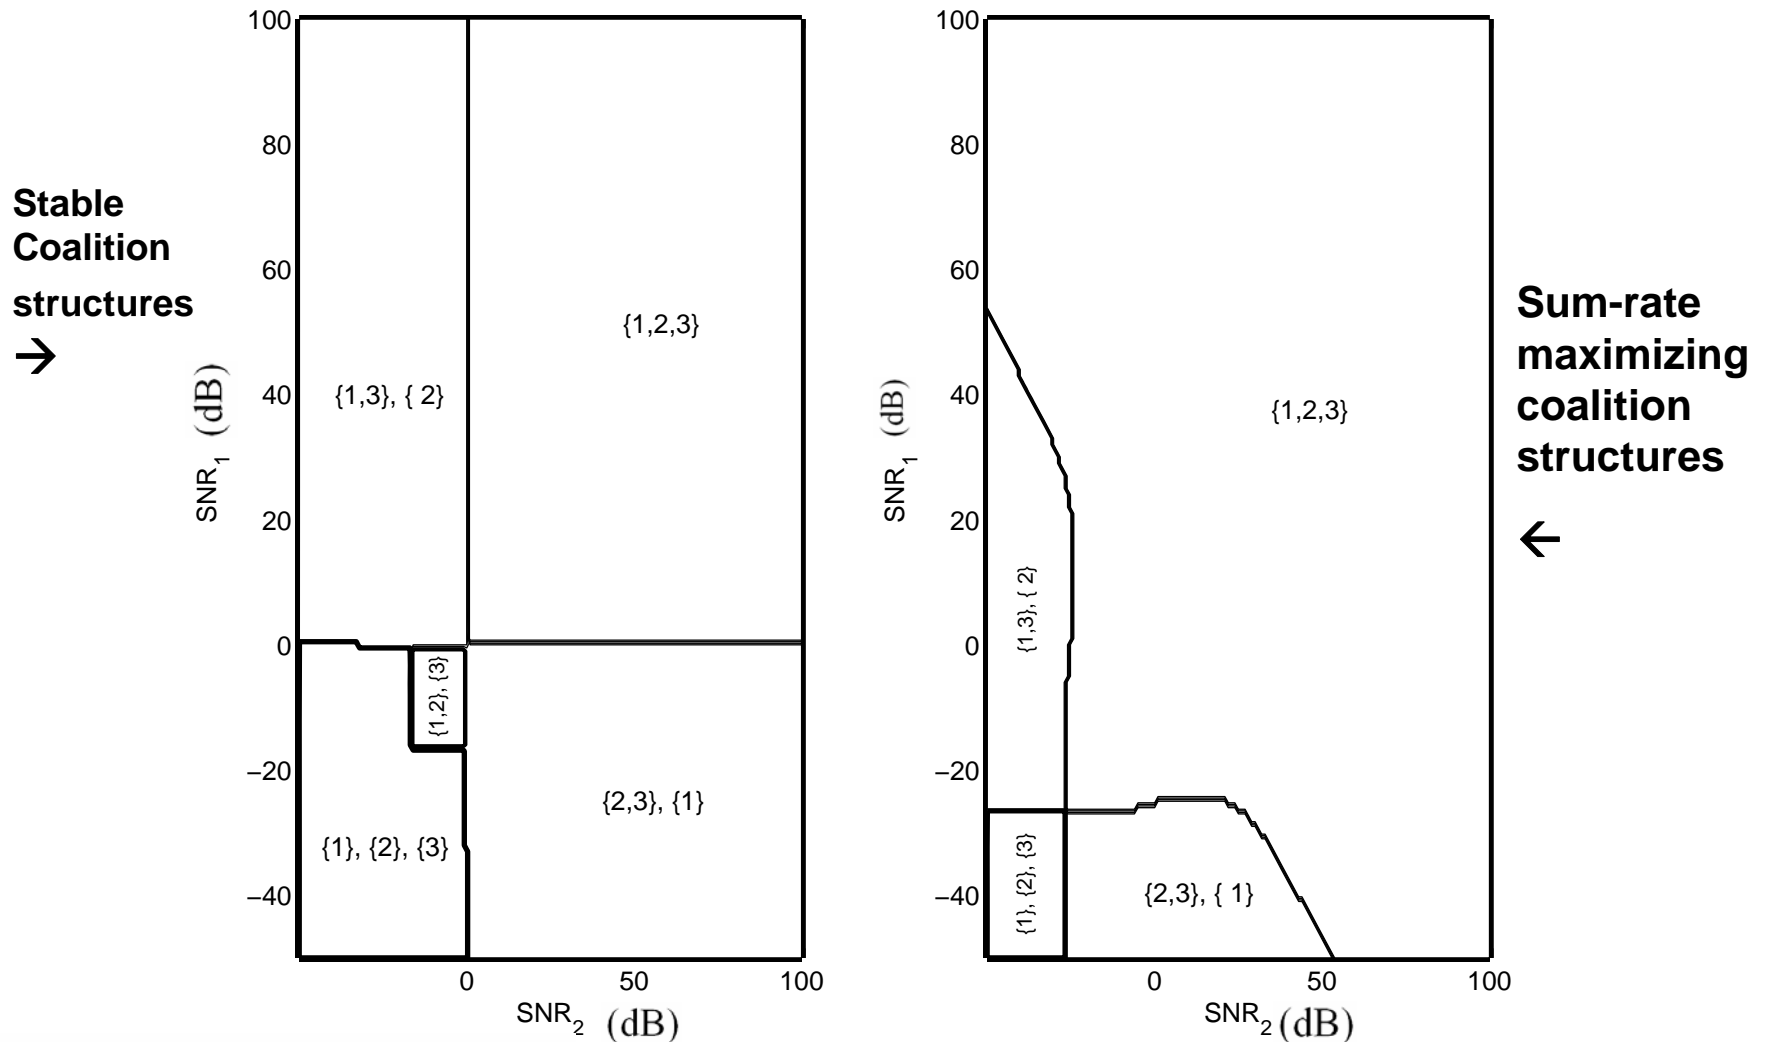 Stable
Coalition
structures
→
100
80
60
40
20
0
−20
−40
SNR1 (dB)
{1,3}, { 2}
{1,2,3}
{1,2}, {3}
{2,3}, {1}
{1}, {2}, {3}
0
50
100
SNR2 (dB)
100
80
60
40
20
0
−20
−40
SNR1 (dB)
{1,2,3}
{1,3}, { 2}
{1}, {2}, {3}
{2,3}, { 1}
0
50
100
SNR2 (dB)
Sum-rate
maximizing
coalition
structures
←